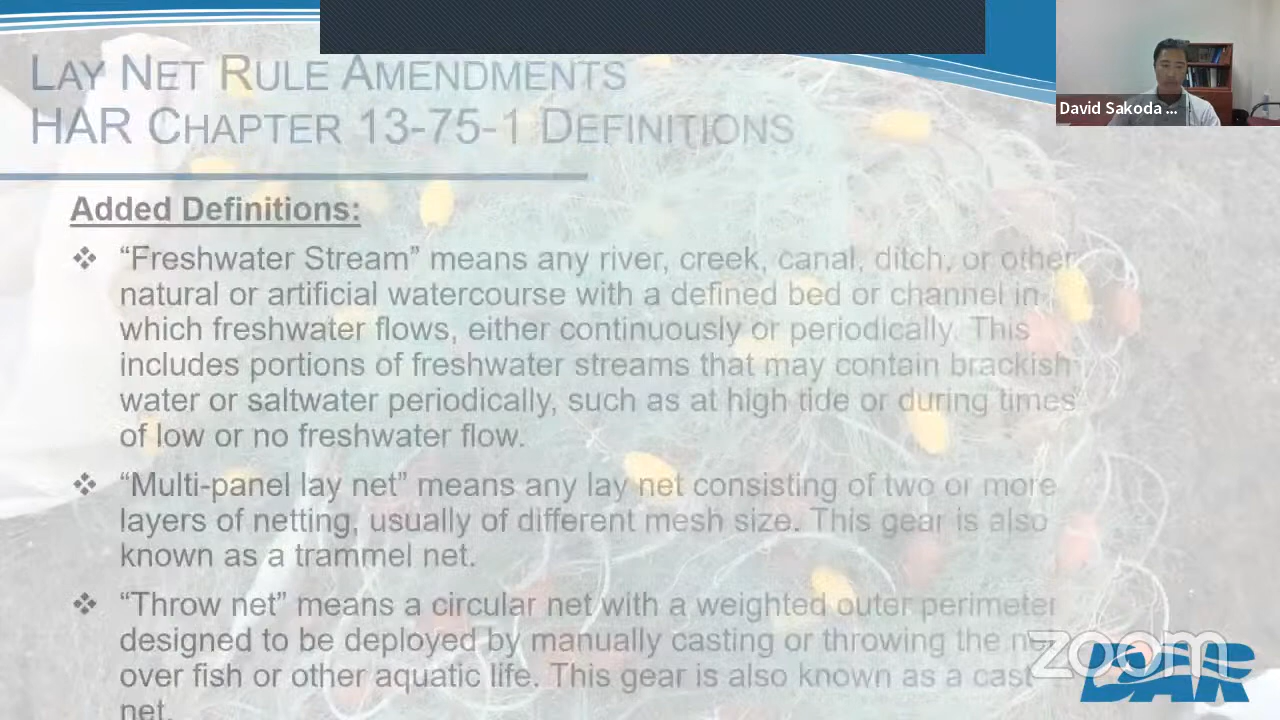 LAY NET RULE AMENDMENTS
HAR CHAPTER 13-75-1 DEFINITIONS
David Sakoda ...
Added Definitions:
❖ “Freshwater Stream” means any river, creek, canal, ditch, or other
natural or artificial watercourse with a defined bed or channel in
which freshwater flows, either continuously or periodically. This
includes portions of freshwater streams that may contain brackish
water or saltwater periodically, such as at high tide or during times
of low or no freshwater flow.
❖ “Multi-panel lay net” means any lay net consisting of two or more
layers of netting, usually of different mesh size. This gear is also
known as a trammel net.
❖ “Throw net” means a circular net with a weighted outer perimeter
designed to be deployed by manually casting or throwing the net
over fish or other aquatic life. This gear is also known as a cast
net.
zoom
DAR